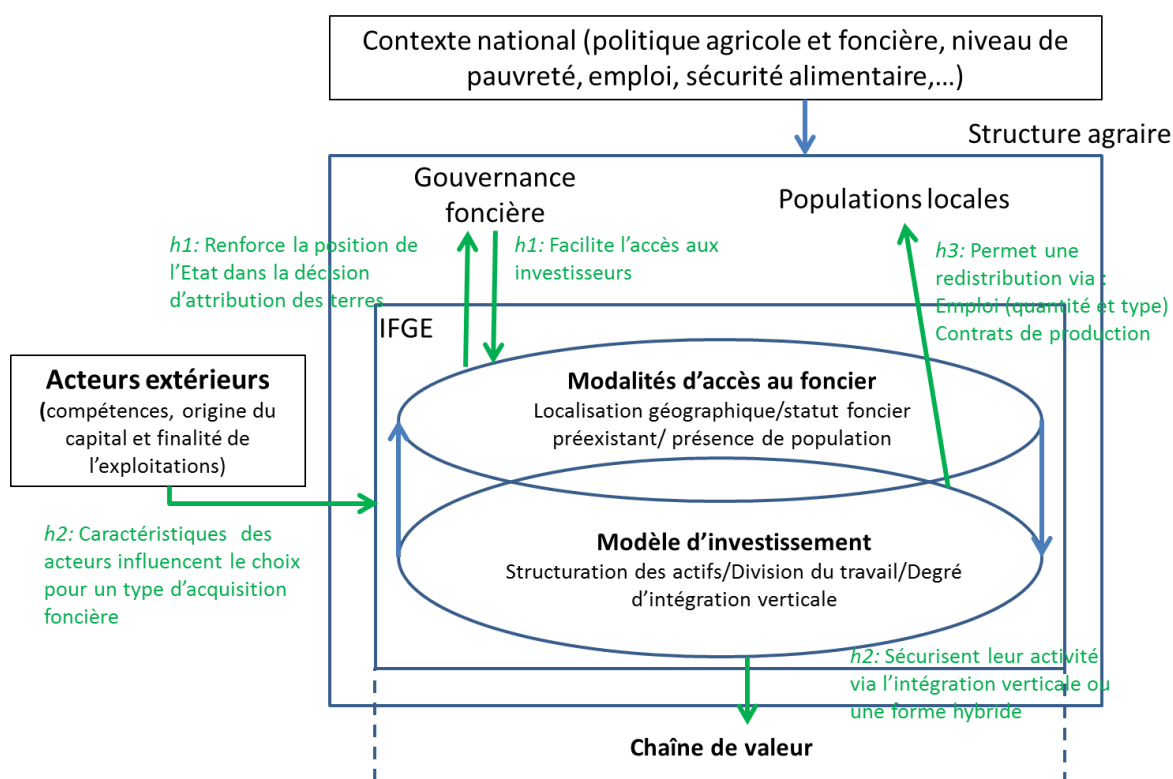 Contexte national (politique agricole et foncière, niveau de
pauvreté, emploi, sécurité alimentaire,...)
Structure agraire
Gouvernance
foncière
Populations locales
h1: Renforce la position de
l'Etat dans la décision
d'attribution des terres
h1: Facilite l'accès aux
investisseurs
h3: Permet une
redistribution via :
Emploi (quantité et type)
Contrats de production
IFGE
Acteurs extérieurs
(compétences, origine du
capital et finalité de
l'exploitations)
Modalités d'accès au foncier
Localisation géographique/statut foncier
préexistant/ présence de population
h2: Caractéristiques des
acteurs influencent le choix
pour un type d'acquisition
foncière
Modèle d'investissement
Structuration des actifs/Division du travail/Degré
d'intégration verticale
h2: Sécurisent leur activité
via l'intégration verticale ou
une forme hybride
Chaîne de valeur